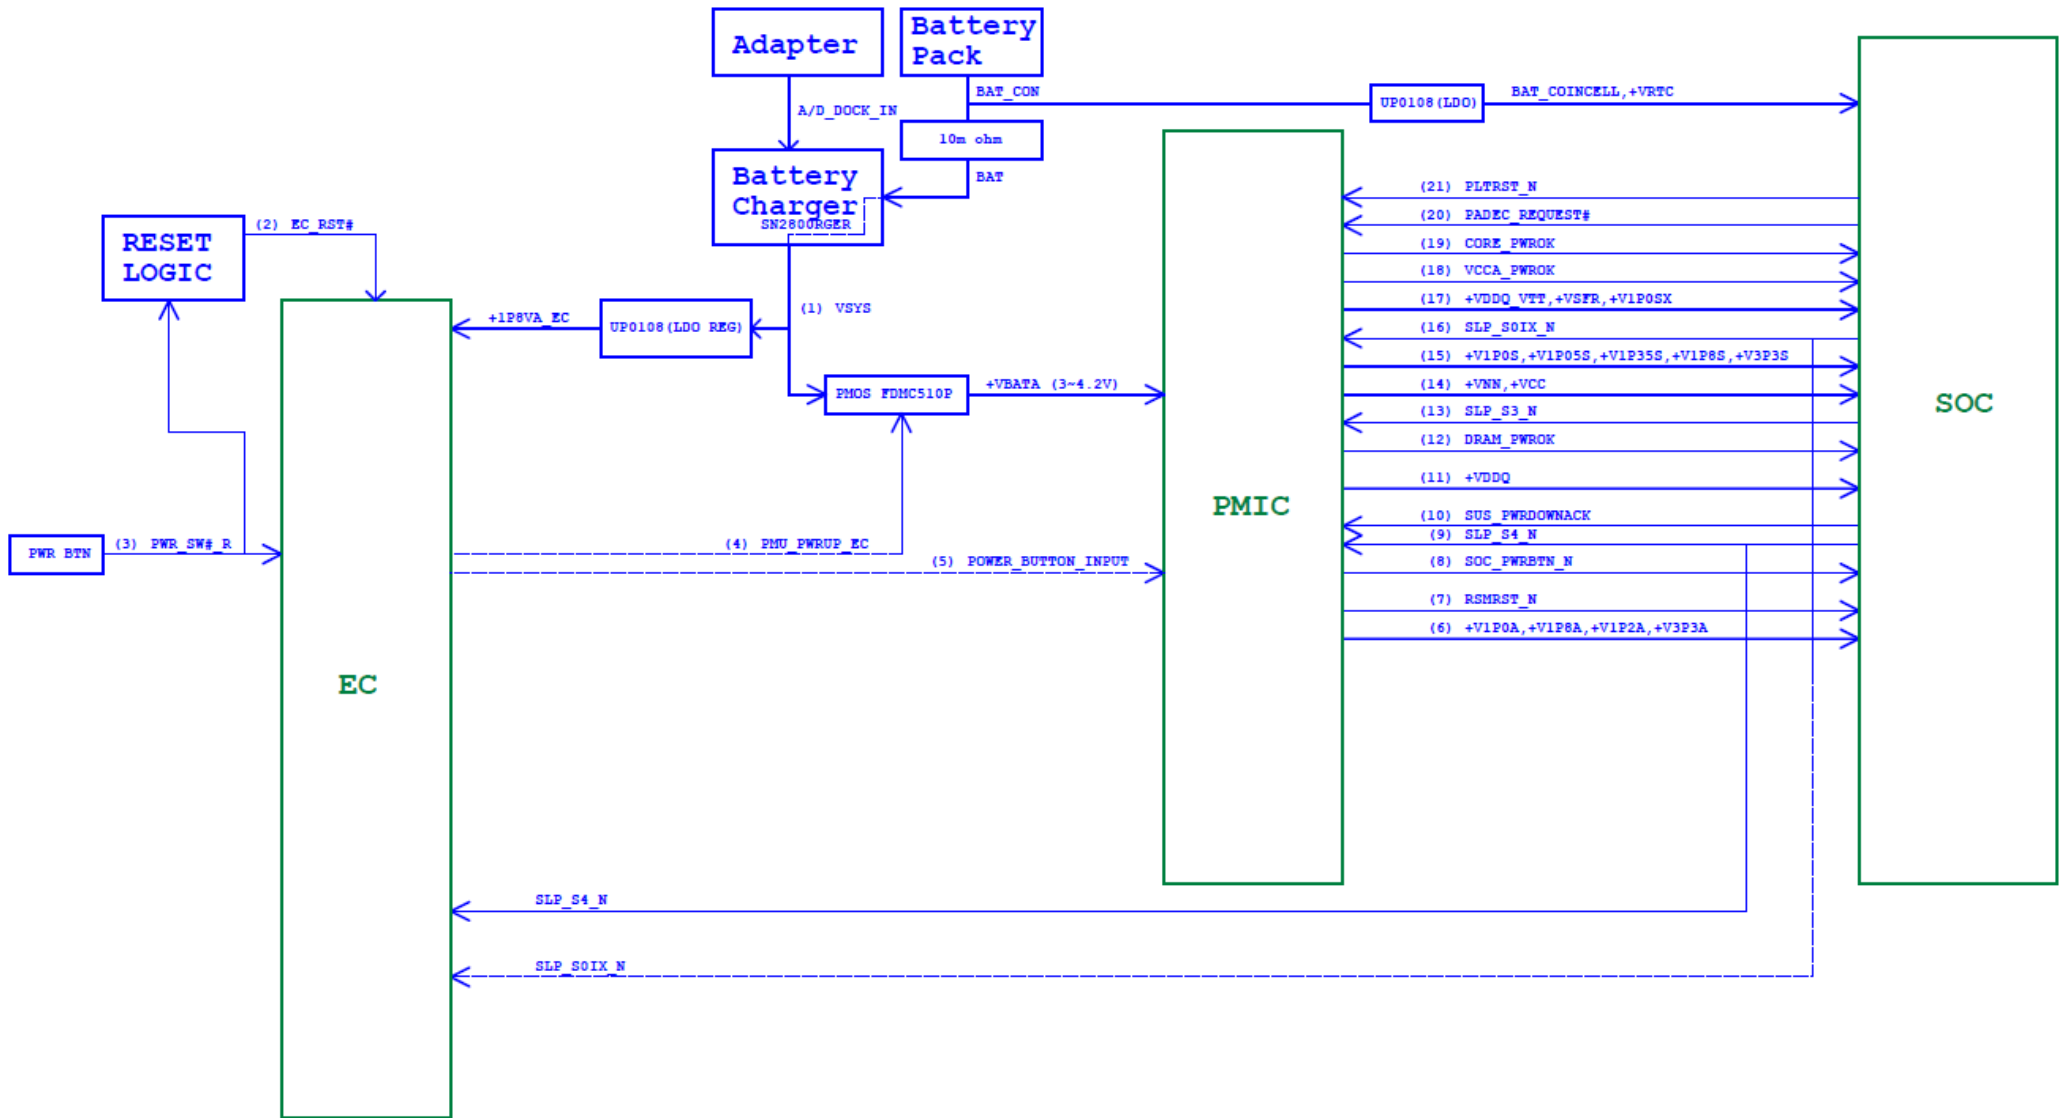 Adapter
Battery
Pack
A/D_DOCK_IN
BAT_CON
UP0108(LDO)
BAT_COINCELL,+VRTC
10m ohm
BAT
Battery
Charger
SN2800RGER
RESET
LOGIC
(2) EC_RST#
(1) VSYS
+1P8VA_EC
UP0108(LDO REG)
PMOS FDMC510P
+VBATA (3~4.2V)
(21) PLTRST_N
(20) PADEC_REQUEST#
(19) CORE_PWROK
(18) VCCA_PWROK
(17) +VDDQ_VTT,+VSFR,+V1P0SX
(16) SLP_S0IX_N
(15) +V1P0S,+V1P05S,+V1P35S,+V1P8S,+V3P3S
(14) +VNN,+VCC
(13) SLP_S3_N
(12) DRAM_PWROK
(11) +VDDQ
(10) SUS_PWRDOWNACK
(9) SLP_S4_N
(8) SOC_PWRBTN_N
(7) RSMRST_N
(6) +V1P0A,+V1P8A,+V1P2A,+V3P3A
SOC
PMIC
PWR BTN
(3) PWR_SW#_R
(4) PMU_PWRUP_EC
(5) POWER_BUTTON_INPUT
EC
SLP_S4_N
SLP_S0IX_N